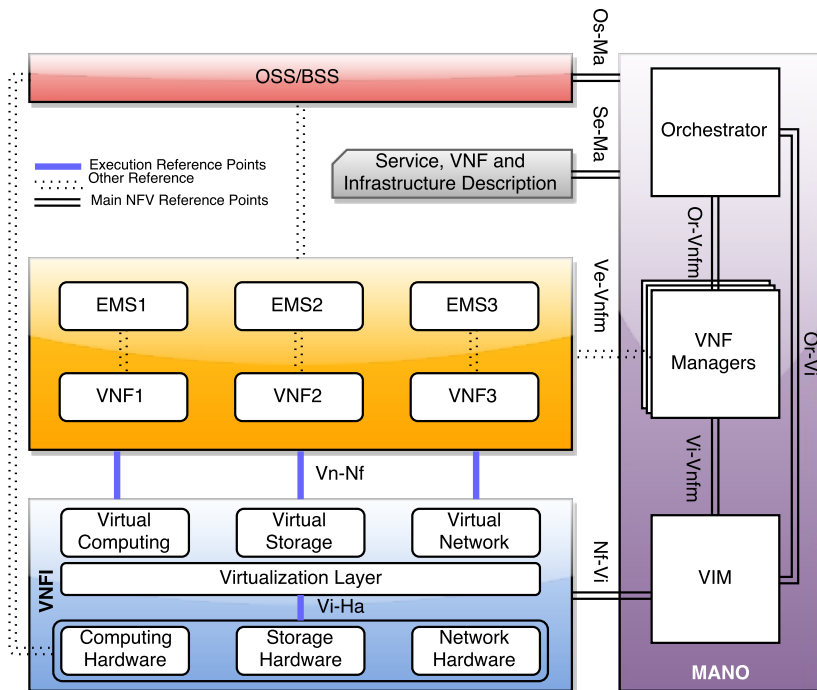 Os-Ma
OSS/BSS
Orchestrator
Se-Ma
Service, VNF and
Infrastructure Description
Execution Reference Points
Other Reference
Main NFV Reference Points
Or-Vnfm
EMS1
EMS2
EMS3
Ve-Vnfm
VNF
Managers
Or-Vi
VNF1
VNF2
VNF3
Vn-Nf
Vi-Vnfm
Virtual
Computing
Virtual
Storage
Virtual
Network
Nf-Vi
VIM
VNFI
Virtualization Layer
Vi-Ha
Computing
Hardware
Storage
Hardware
Network
Hardware
MANO